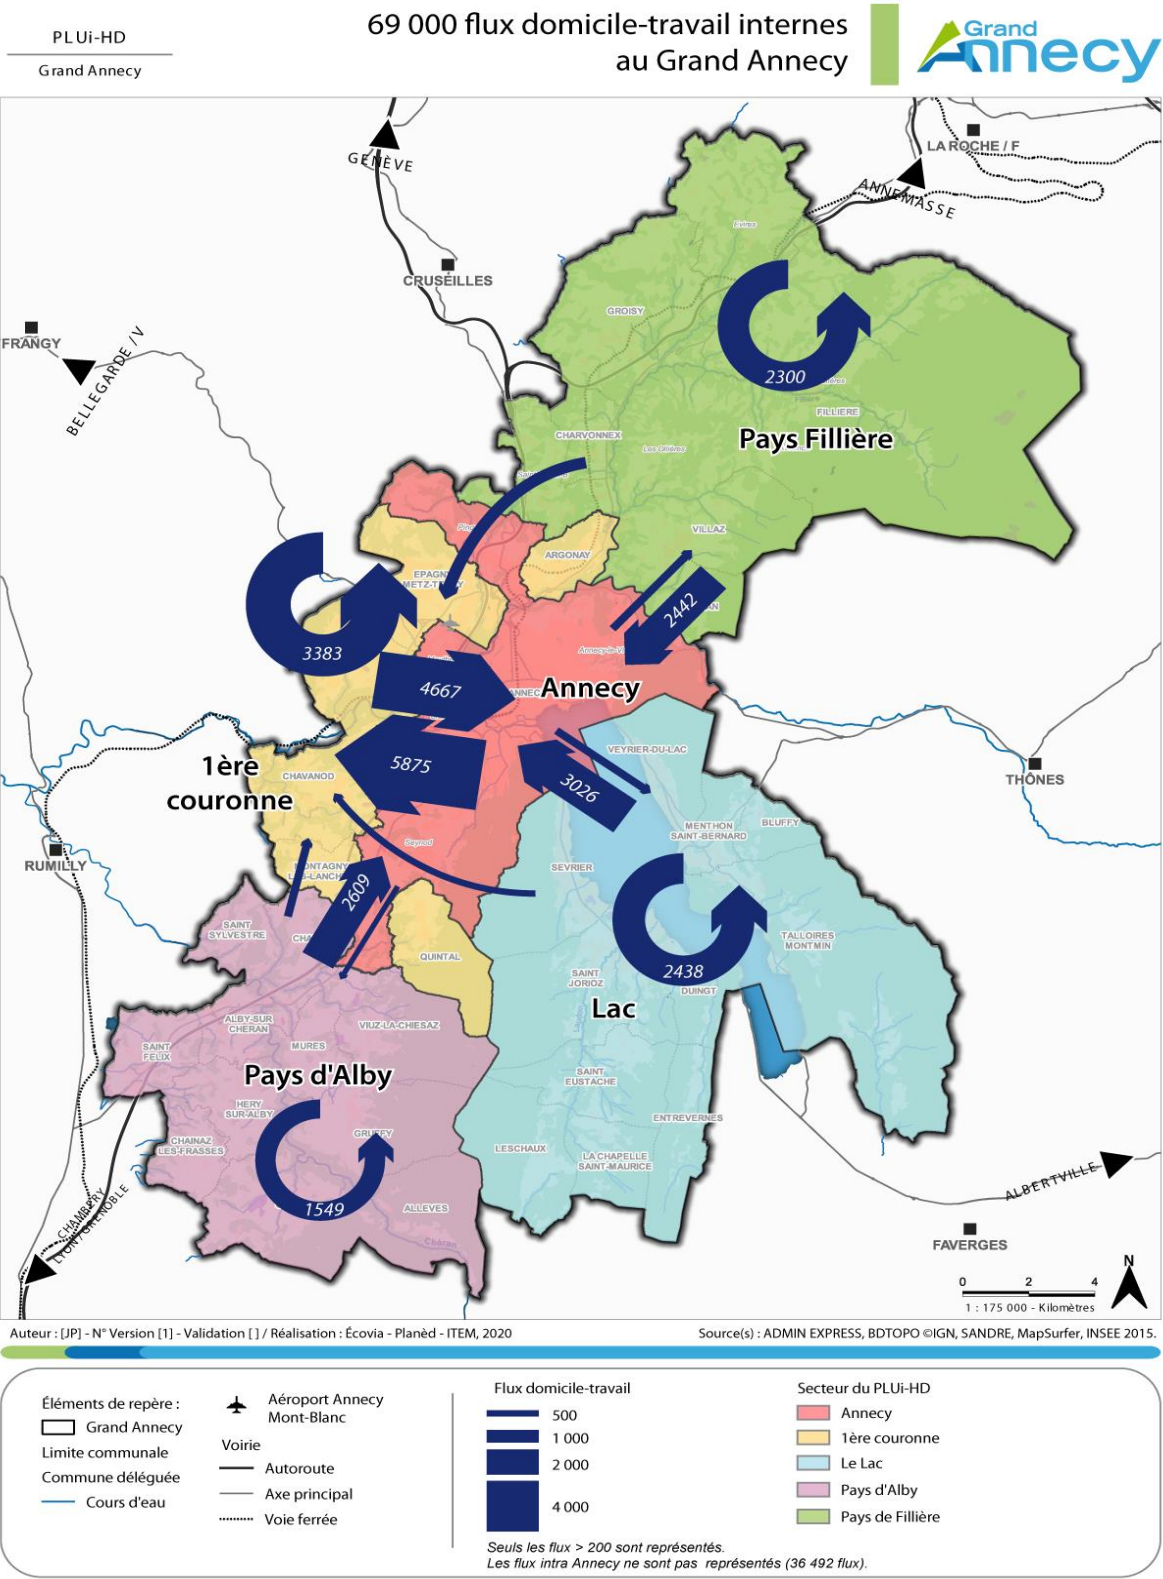 PLUi-HD
Grand Annecy
69 000 flux domicile-travail internes
au Grand Annecy
Grand
Annecy
GENÈVE
LA ROCHE / F
ANNEMASSE
CRUSEILLES
FRANGY
BELLEGARDE /V
Evires
GROISY
2300
FILLIERE
Pays Fillière
CHARVONNEX
Les Ollières
VILLAZ
ARGONAY
2442
3383
4667
Annecy
5875
3026
VEYRIER-DU-LAC
1ère
couronne
CHAVANOD
THÔNES
MENTHON
SAINT-BERNARD
BLUFFY
Seynod
SEVRIER
RUMILLY
2609
SAINT
SYLVESTRE
QUINTAL
TALLOIRES
MONTMIN
2438
SAINT
JORIOZ
DUINGT
Lac
ALBY-SUR
CHERAN
VIUZ-LA-CHIESAZ
SAINT
FELIX
MURES
Pays d'Alby
SAINT
EUSTACHE
HERY
SUR-ALBY
GRUFFY
ENTREVERNES
CHAINAZ
LES-FRASSES
LESCHAUX
LA CHAPELLE
SAINT-MAURICE
1549
ALLEVES
Chéran
CHAMBERY
LYON / GRENOBLE
ALBERTVILLE
FAVERGES
N
0 2 4
1 : 175 000 - Kilomètres
Auteur : [JP] - N° Version [1] - Validation [ ] / Réalisation : Écovia - Planèd - ITEM, 2020
Source(s) : ADMIN EXPRESS, BDTOPO ©IGN, SANDRE, MapSurfer, INSEE 2015.
Éléments de repère :
Grand Annecy
Limite communale
Commune déléguée
Cours d'eau
Aéroport Annecy
Mont-Blanc
Voirie
Autoroute
Axe principal
Voie ferrée
Flux domicile-travail
500
1 000
2 000
4 000
Seuls les flux > 200 sont représentés.
Les flux intra Annecy ne sont pas représentés (36 492 flux).
Secteur du PLUi-HD
Annecy
1ère couronne
Le Lac
Pays d'Alby
Pays de Fillière